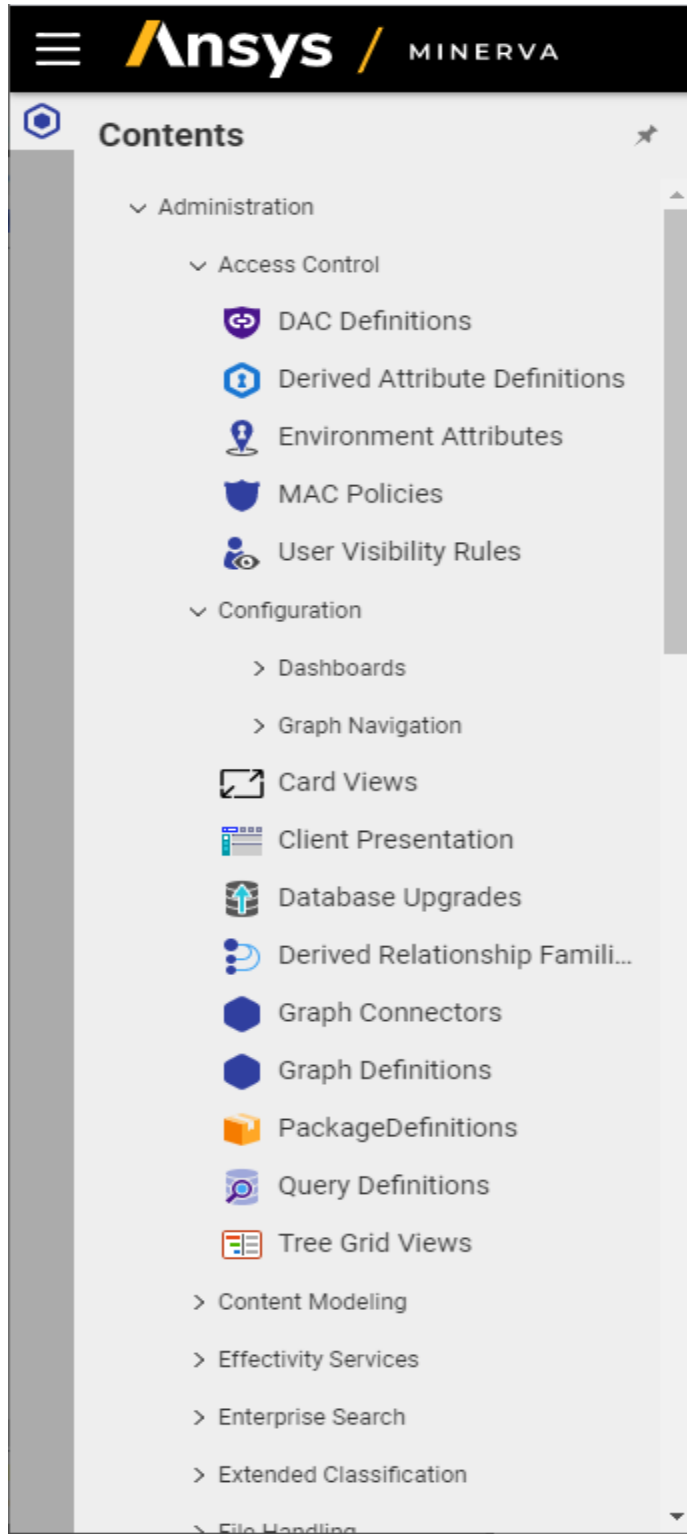 Ansys / MINERVA
Contents
Administration
Access Control
DAC Definitions
Derived Attribute Definitions
Environment Attributes
MAC Policies
User Visibility Rules
Configuration
Dashboards
Graph Navigation
Card Views
Client Presentation
Database Upgrades
Derived Relationship Famili...
Graph Connectors
Graph Definitions
PackageDefinitions
Query Definitions
Tree Grid Views
Content Modeling
Effectivity Services
Enterprise Search
Extended Classification
File Handling